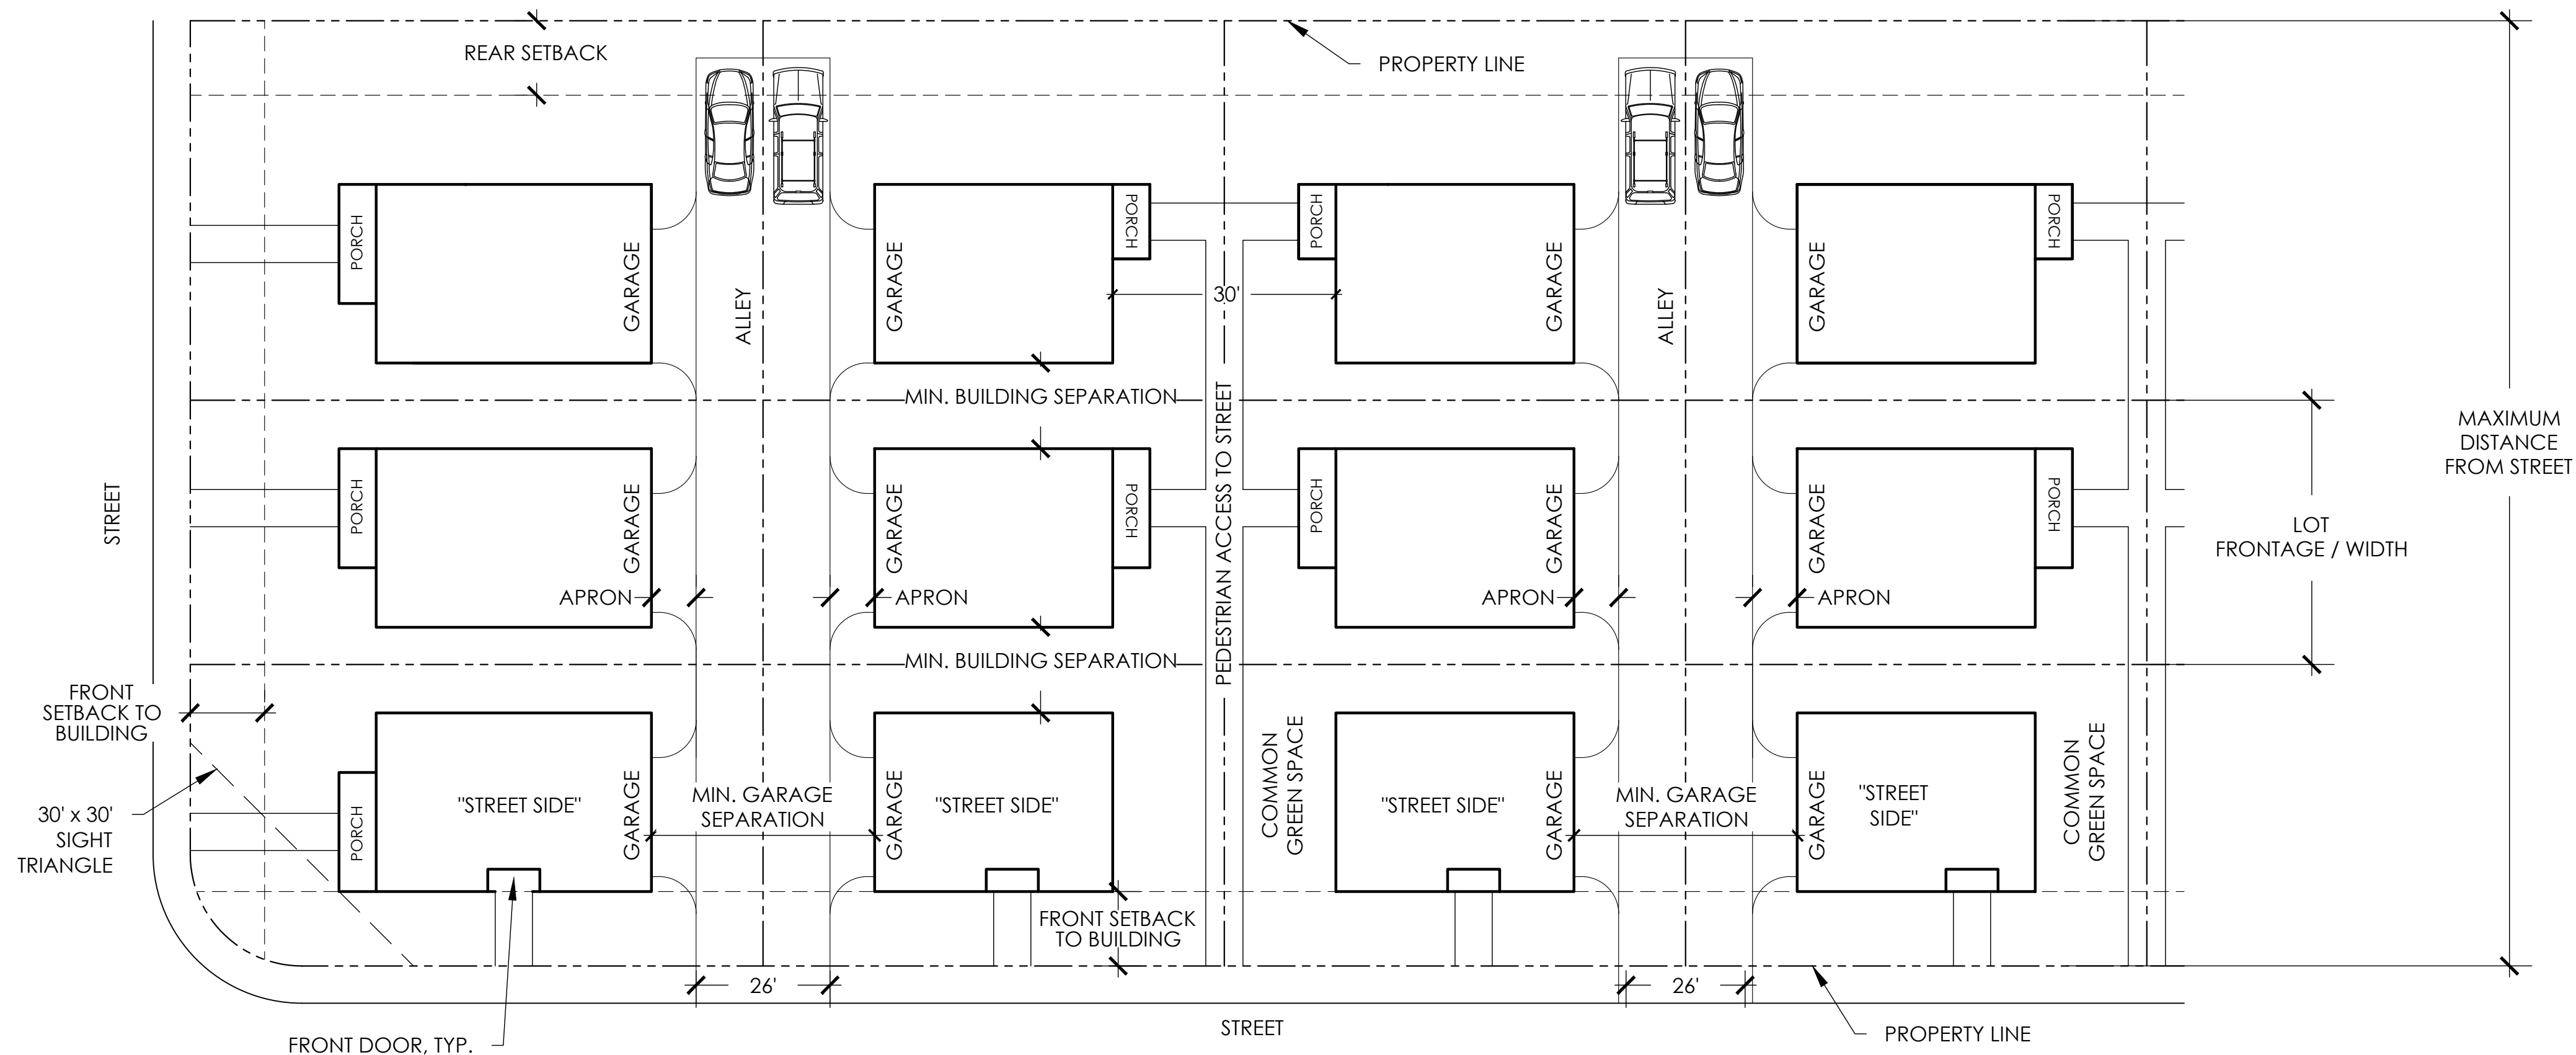 REAR SETBACK
PROPERTY LINE
PORCH
GARAGE
ALLEY
GARAGE
PORCH
PORCH
GARAGE
ALLEY
GARAGE
PORCH
30'
MIN. BUILDING SEPARATION
PEDESTRIAN ACCESS TO STREET
MAXIMUM
DISTANCE
FROM STREET
STREET
PORCH
GARAGE
GARAGE
PORCH
PORCH
GARAGE
GARAGE
PORCH
LOT
FRONTAGE / WIDTH
APRON
APRON
APRON
APRON
MIN. BUILDING SEPARATION
FRONT
SETBACK TO
BUILDING
30' x 30'
SIGHT
TRIANGLE
PORCH
"STREET SIDE"
GARAGE
MIN. GARAGE
SEPARATION
GARAGE
"STREET SIDE"
COMMON
GREEN SPACE
"STREET SIDE"
GARAGE
MIN. GARAGE
SEPARATION
GARAGE
"STREET
SIDE"
COMMON
GREEN SPACE
FRONT SETBACK
TO BUILDING
26'
26'
STREET
FRONT DOOR, TYP.
PROPERTY LINE